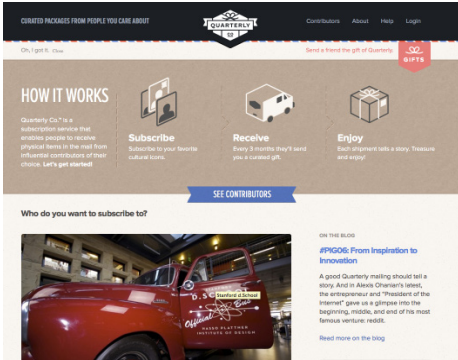 CURATED PACKAGES FROM PEOPLE YOU CARE ABOUT
QUARTERLY
Contributors About Help Login
Oh, I got it. Close
Send a friend the gift of Quarterly.
GIFTS
HOW IT WORKS
Quarterly Co.™ is a
subscription service that
enables people to receive
physical items in the mail from
influential contributors of their
choice. Let's get started!
Subscribe
Subscribe to your favorite
cultural icons.
Receive
Every 3 months they'll send
you a curated gift.
Enjoy
Each shipment tells a story. Treasure
and enjoy!
SEE CONTRIBUTORS
Who do you want to subscribe to?
d.s
Stanford d.School
Official Bus
HASSO PLATTNER
INSTITUTE OF DESIGN
ON THE BLOG
#PIG06: From Inspiration to
Innovation
A good Quarterly mailing should tell a
story. And in Alexis Ohanian's latest,
the entrepreneur and "President of the
Internet" gave us a glimpse into the
beginning, middle, and end of his most
famous venture: reddit.
Read more on the blog